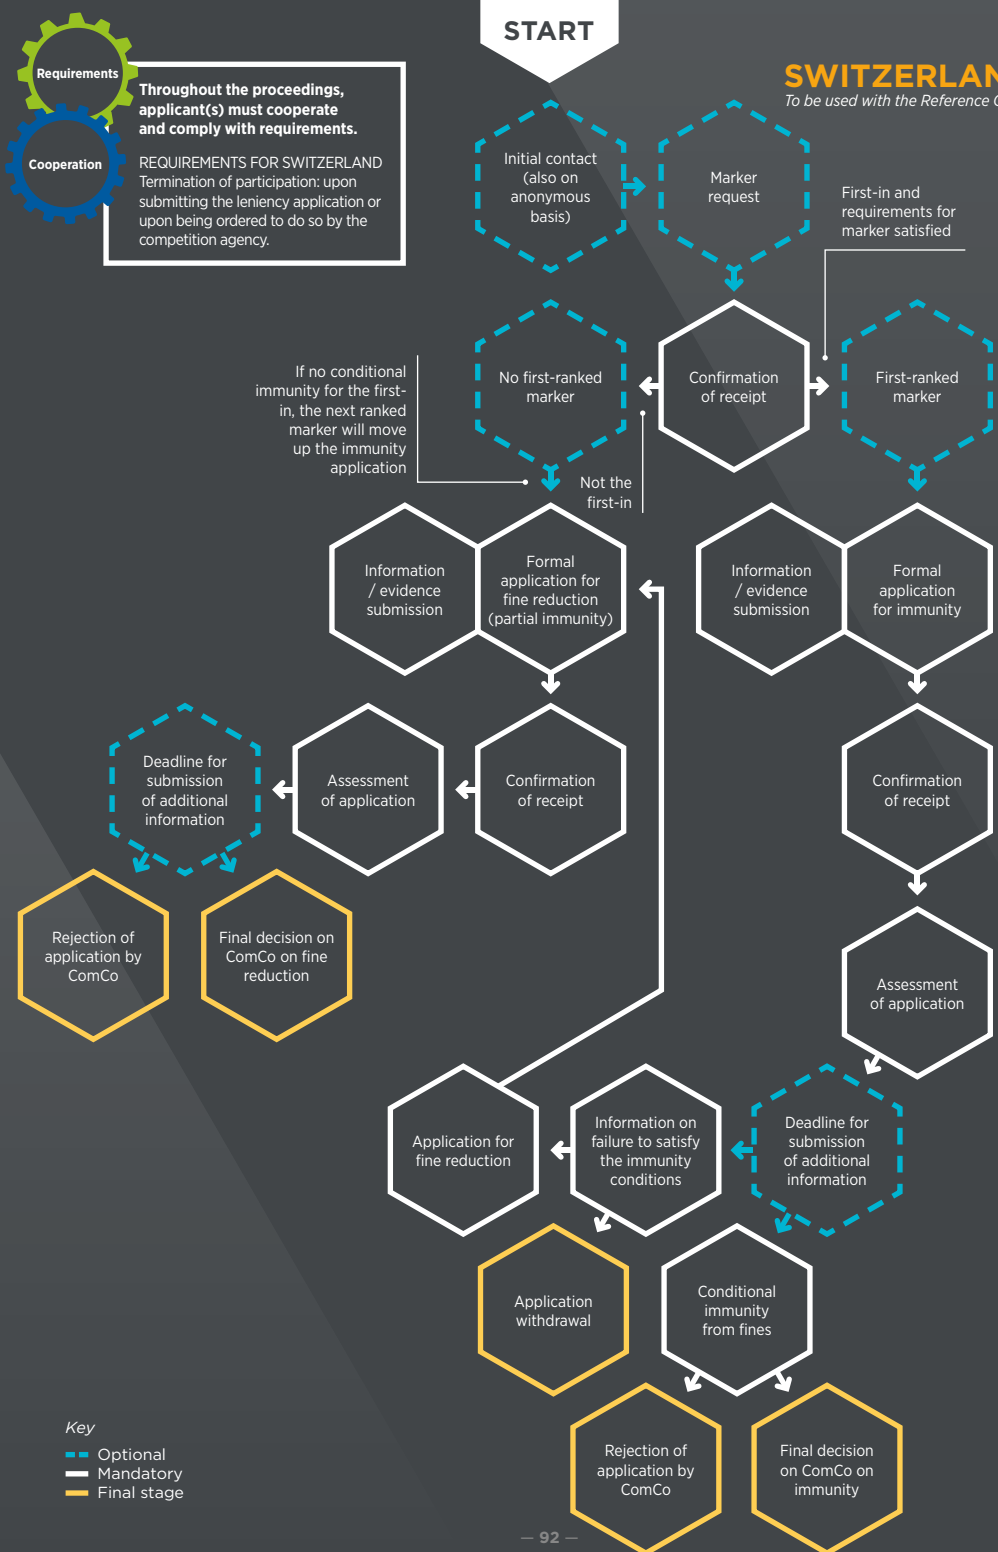 START
SWITZERLAN
To be used with the Reference
Requirements
Cooperation
Throughout the proceedings,
applicant(s) must cooperate
and comply with requirements.
REQUIREMENTS FOR SWITZERLAND
Termination of participation: upon
submitting the leniency application or
upon being ordered to do so by the
competition agency.
Initial contact
(also on
anonymous
basis)
Marker
request
First-in and
requirements for
marker satisfied
If no conditional
immunity for the first-
in, the next ranked
marker will move
up the immunity
application
No first-ranked
marker
Confirmation
of receipt
First-ranked
marker
Not the
first-in
Information
/ evidence
submission
Formal
application for
fine reduction
(partial immunity)
Information
/ evidence
submission
Formal
application
for immunity
Deadline for
submission
of additional
information
Assessment
of application
Confirmation
of receipt
Confirmation
of receipt
Rejection of
application by
ComCo
Final decision on
ComCo on fine
reduction
Assessment
of application
Application for
fine reduction
Information on
failure to satisfy
the immunity
conditions
Deadline for
submission
of additional
information
Application
withdrawal
Conditional
immunity
from fines
Rejection of
application by
ComCo
Final decision
on ComCo on
immunity
Key
Optional
Mandatory
Final stage
— 92 —